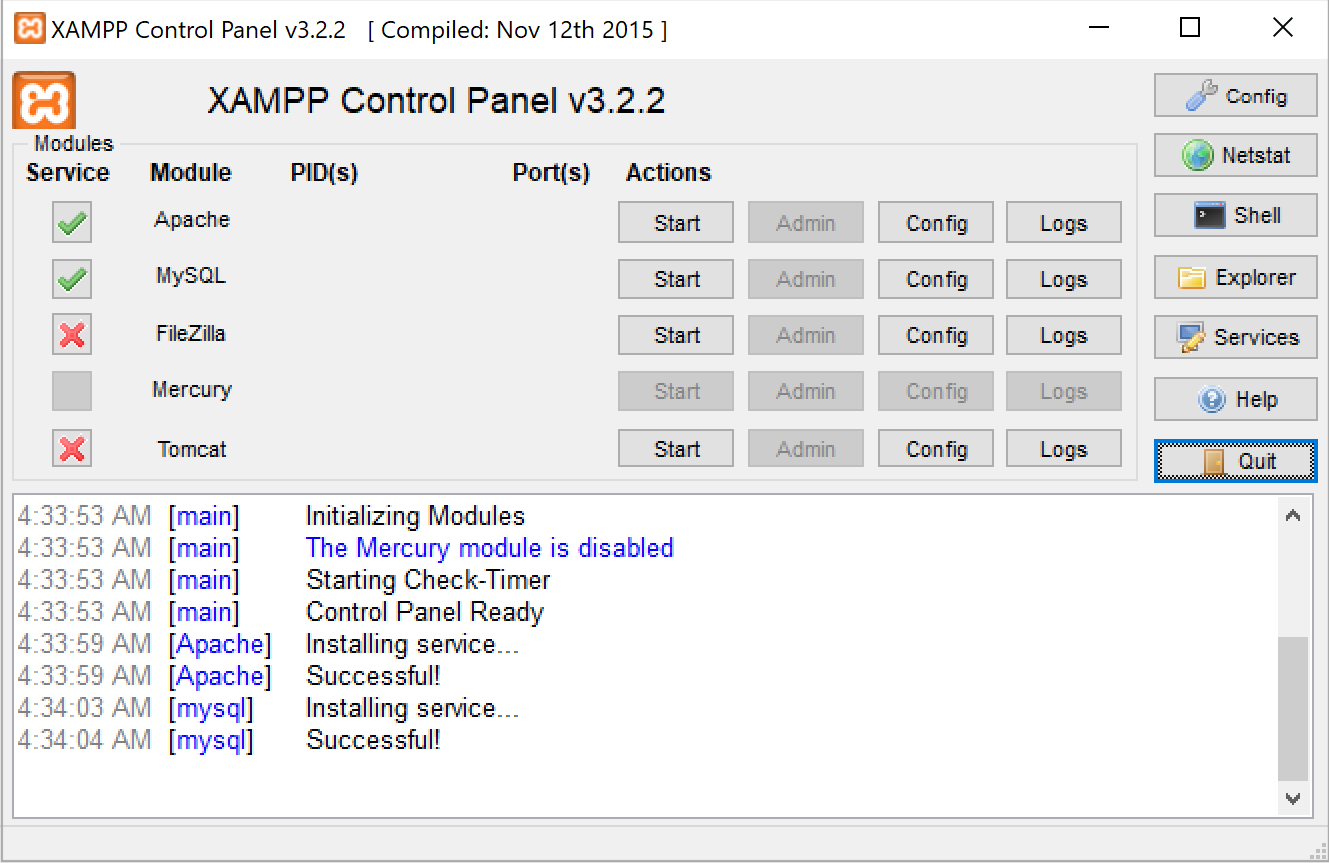 XAMPP Control Panel v3.2.2 [ Compiled: Nov 12th 2015 ]
XAMPP Control Panel v3.2.2
Config
Modules
Netstat
Service Module PID(s) Port(s) Actions
Shell
Apache Start Admin Config Logs
Explorer
MySQL Start Admin Config Logs
FileZilla Start Admin Config Logs
Services
Mercury Start Admin Config Logs
Help
Tomcat Start Admin Config Logs
Quit
4:33:53 AM [main] Initializing Modules
4:33:53 AM [main] The Mercury module is disabled
4:33:53 AM [main] Starting Check-Timer
4:33:53 AM [main] Control Panel Ready
4:33:59 AM [Apache] Installing service...
4:33:59 AM [Apache] Successful!
4:34:03 AM [mysql] Installing service...
4:34:04 AM [mysql] Successful!